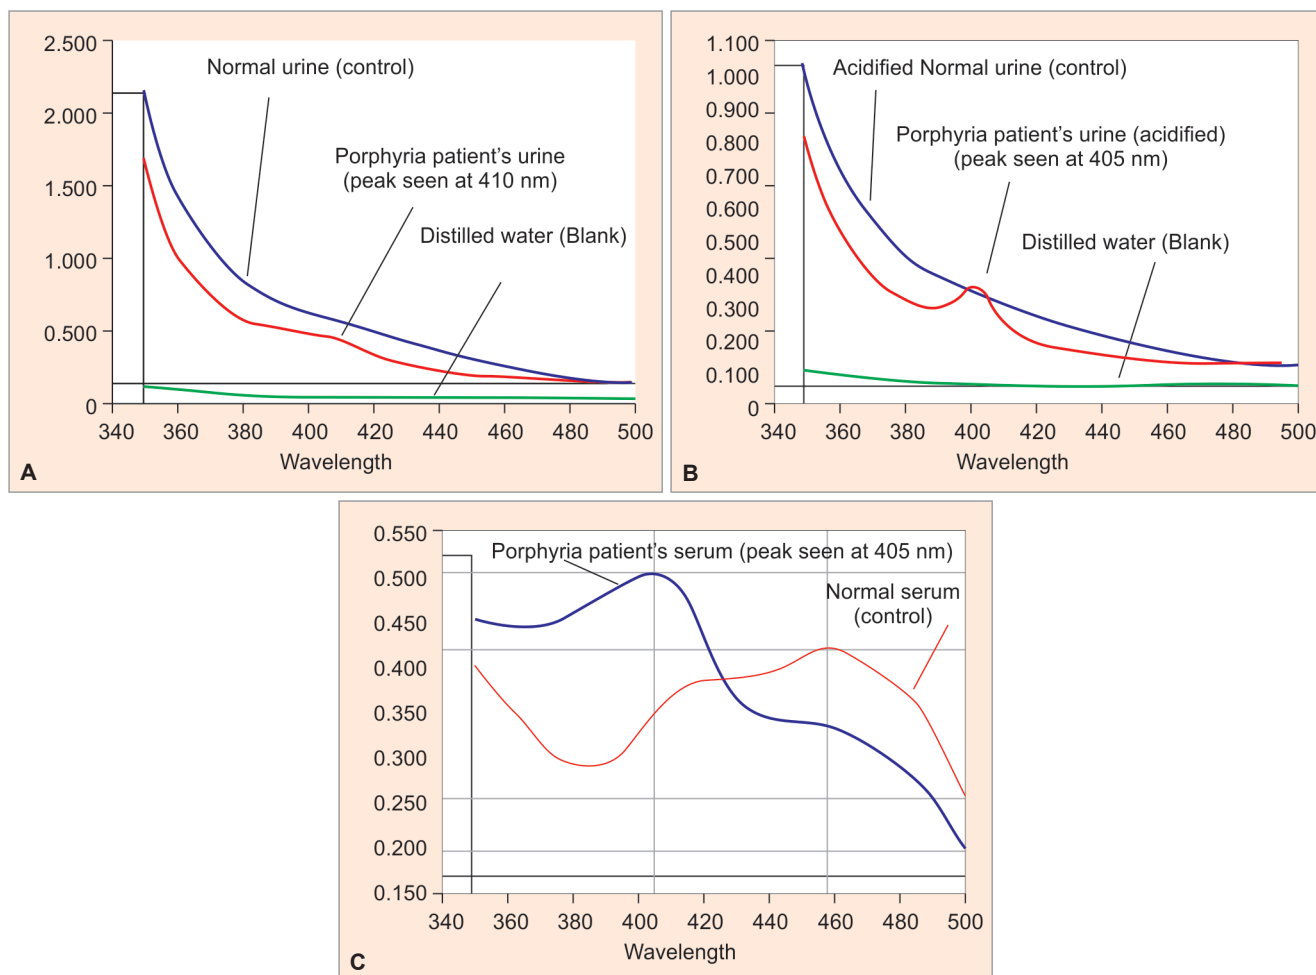 2.500
2.000
1.500
1.000
0.500
0
Normal urine (control)
Porphyria patient's urine
(peak seen at 410 nm)
Distilled water (Blank)
340 360 380 400 420 440 460 480 500
Wavelength
A
1.100
1.000
0.900
0.800
0.700
0.600
0.500
0.400
0.300
0.200
0.100
0
Acidified Normal urine (control)
Porphyria patient's urine (acidified)
(peak seen at 405 nm)
Distilled water (Blank)
340 360 380 400 420 440 460 480 500
Wavelength
B
0.550
0.500
0.450
0.400
0.350
0.300
0.250
0.200
0.150
Porphyria patient's serum (peak seen at 405 nm)
Normal serum
(control)
340 360 380 400 420 440 460 480 500
Wavelength
C